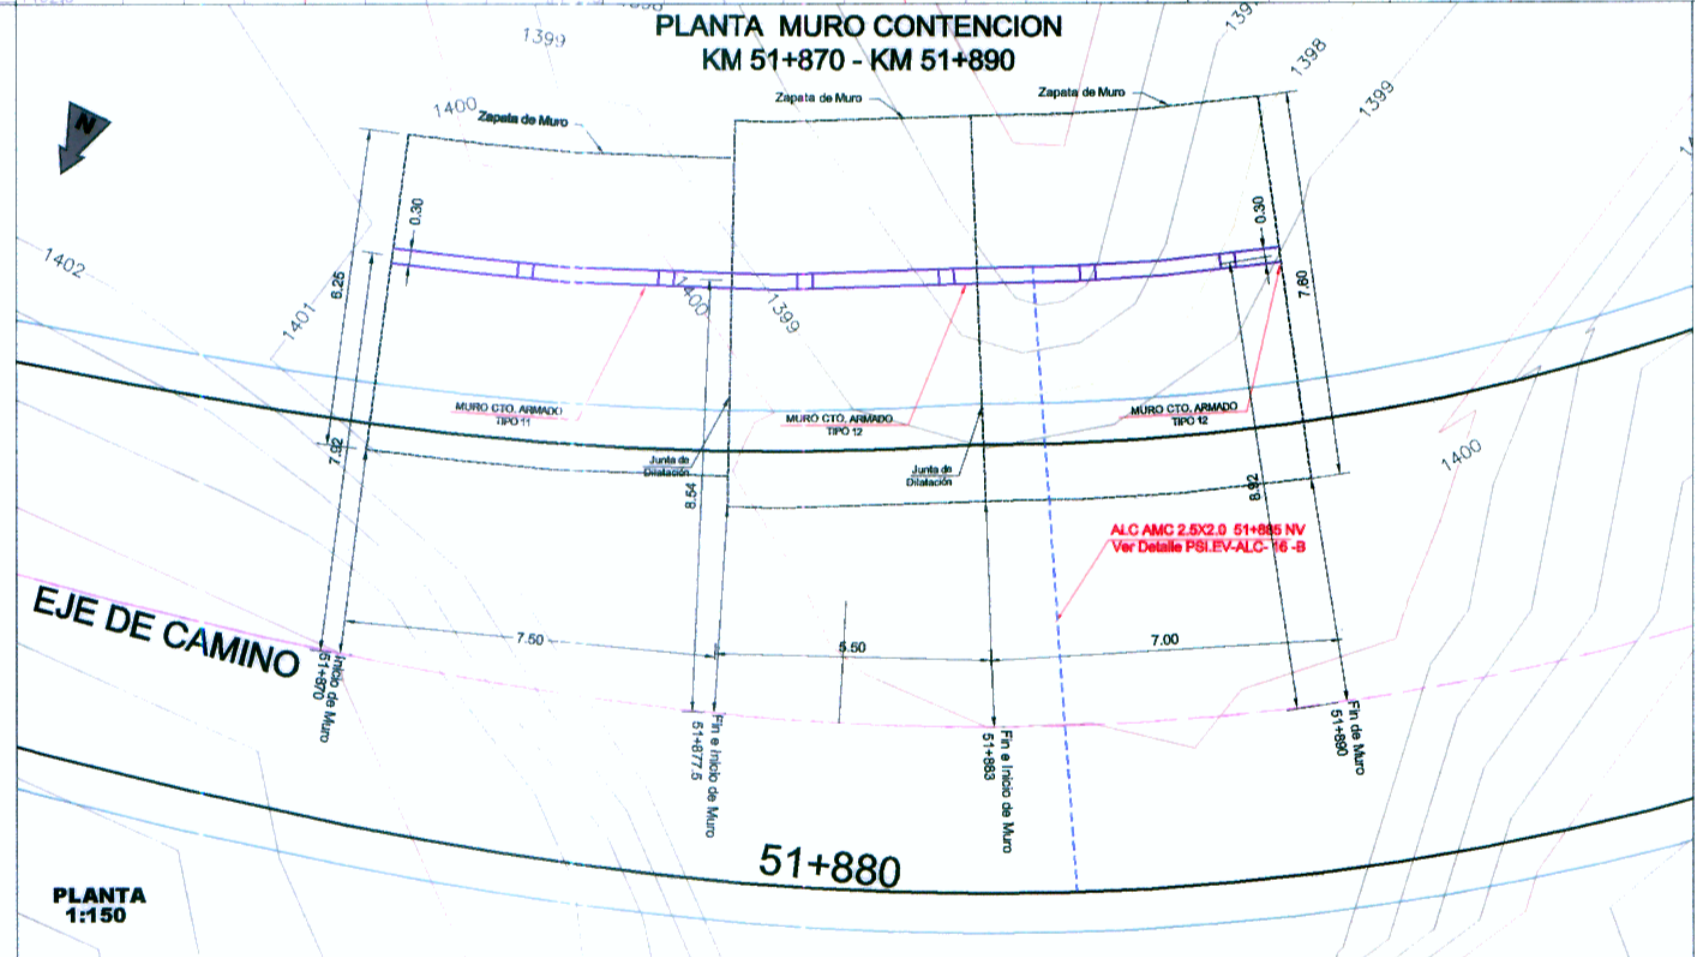 PLANTA MURO CONTENCION
KM 51+870 - KM 51+890
1399
1398
1399
1400
Zapata de Muro
Zapata de Muro
Zapata de Muro
N
0.30
0.30
1402
6.25
1401
1400
1399
7.60
MURO CTO. ARMADO
TIPO 11
MURO CTO. ARMADO
TIPO 12
MURO CTO. ARMADO
TIPO 12
7.92
Junta de
Dilatación
Junta de
Dilatación
8.54
8.92
1400
ALC AMC 2.5X2.0 51+885 NV
Ver Detalle PSI.EV-ALC- 16 -B
EJE DE CAMINO
7.50
5.50
7.00
Inicio de Muro
51+870
Fin e Inicio de Muro
51+877.5
Fin e Inicio de Muro
51+883
Fin de Muro
51+890
51+880
PLANTA
1:150